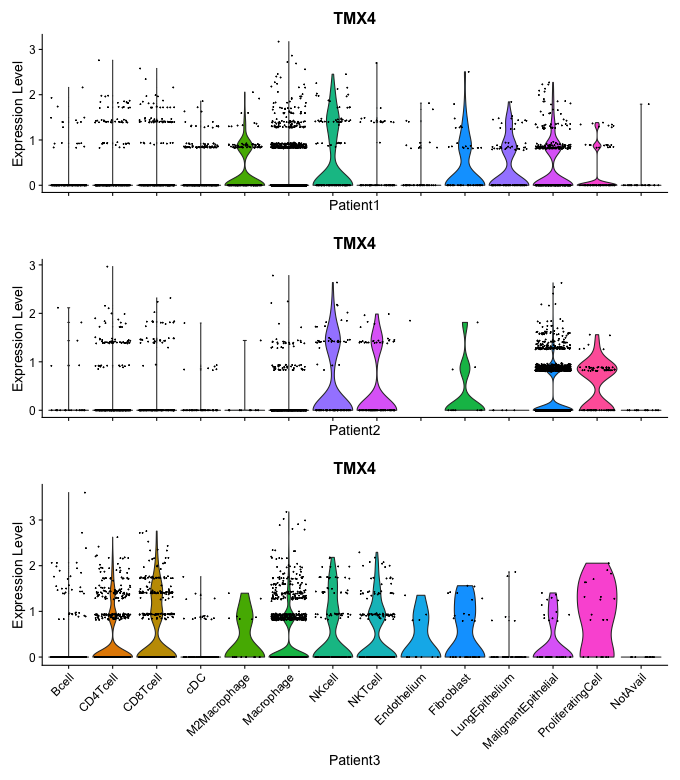 TMX4
Expression Level
3
2
1
0
Patient1
TMX4
Expression Level
3
2
1
0
Patient2
TMX4
Expression Level
3
2
1
0
Bcell
CD4Tcell
CD8Tcell
cDC
M2Macrophage
Macrophage
NKcell
NKTcell
Endothelium
Fibroblast
LungEpithelium
MalignantEpithelial
ProliferatingCell
NotAvail
Patient3